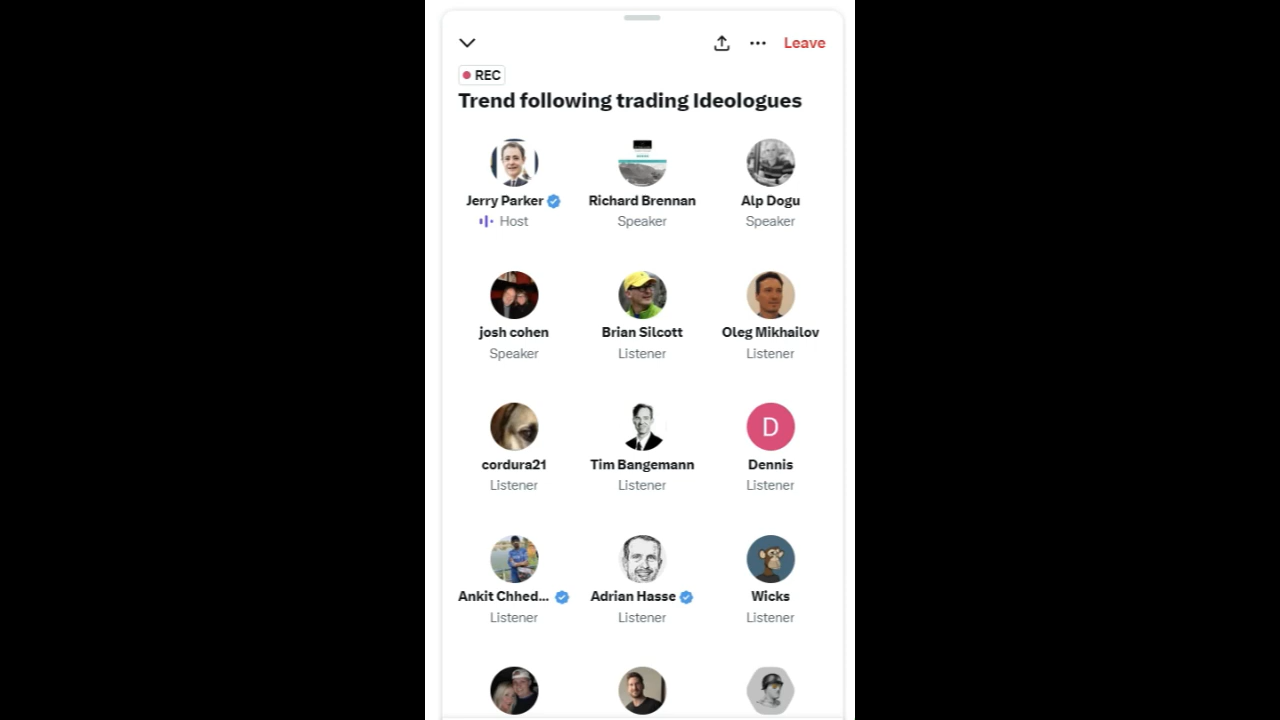 Leave
REC
Trend following trading Ideologues
Jerry Parker
Richard Brennan
Alp Dogu
Host
Speaker
Speaker
josh cohen
Brian Silcott
Oleg Mikhailov
Speaker
Listener
Listener
cordura21
Tim Bangemann
Dennis
Listener
Listener
Listener
D
Ankit Chhed...
Adrian Hasse
Wicks
Listener
Listener
Listener